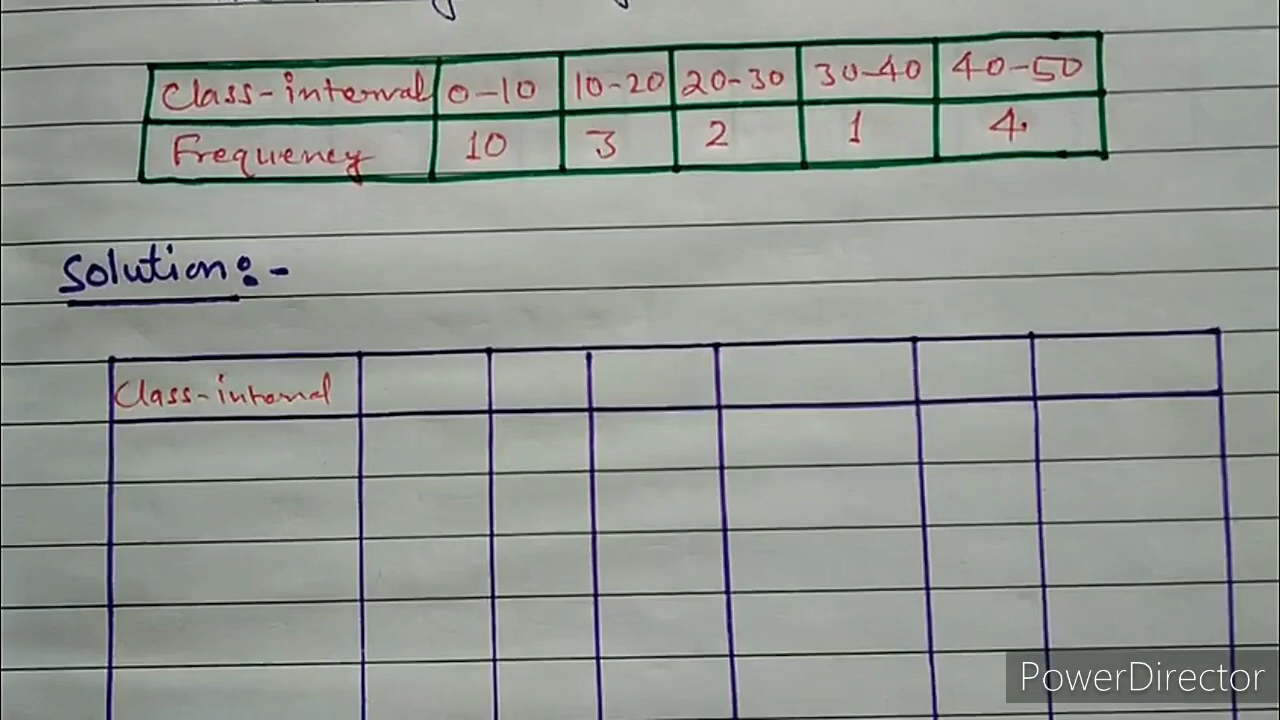 Class-interval 0-10 10-20 20-30 30-40 40-50
Frequency 10 3 2 1 4.
Solution:-
Class-interval
PowerDirector